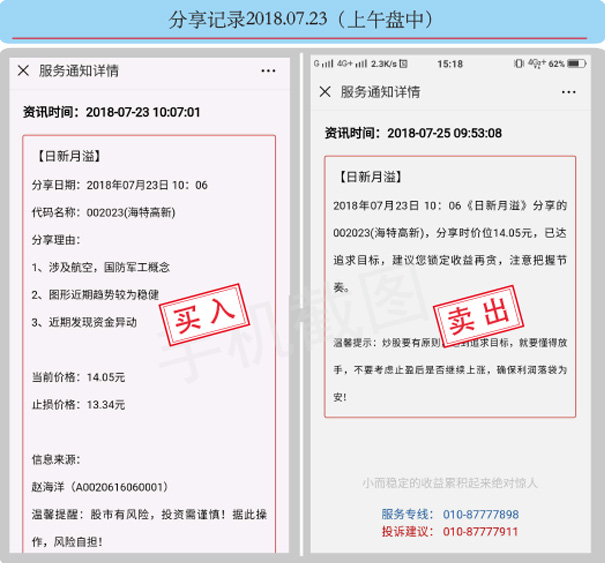 分享记录2018.07.23（上午盘中）
服务通知详情
资讯时间：2018-07-23 10:07:01
【日新月溢】
分享日期：2018年07月23日 10：06
代码名称：002023(海特高新)
分享理由：
1、涉及航空，国防军工概念
2、图形近期趋势较为稳健
3、近期发现资金异动
买入
当前价格：14.05元
止损价格：13.34元
信息来源：
赵海洋（A0020616060001）
温馨提醒：股市有风险，投资需谨慎！据此操
作，风险自担！
G 4G+ 2.3K/s 15:18 4G+ 62%
服务通知详情
资讯时间：2018-07-25 09:53:08
【日新月溢】
2018年07月23日 10：06《日新月溢》分享的
002023(海特高新)，分享时价位14.05元，已达
追求目标，建议您锁定收益再贪，注意把握节
奏。
卖出
温馨提示：炒股要有原则 追求目标，就要懂得放
手，不要考虑止盈后是否继续上涨，确保利润落袋为
安！
小而稳定的收益累积起来绝对惊人
服务专线： 010-87777898
投诉建议： 010-87777911
手机截图